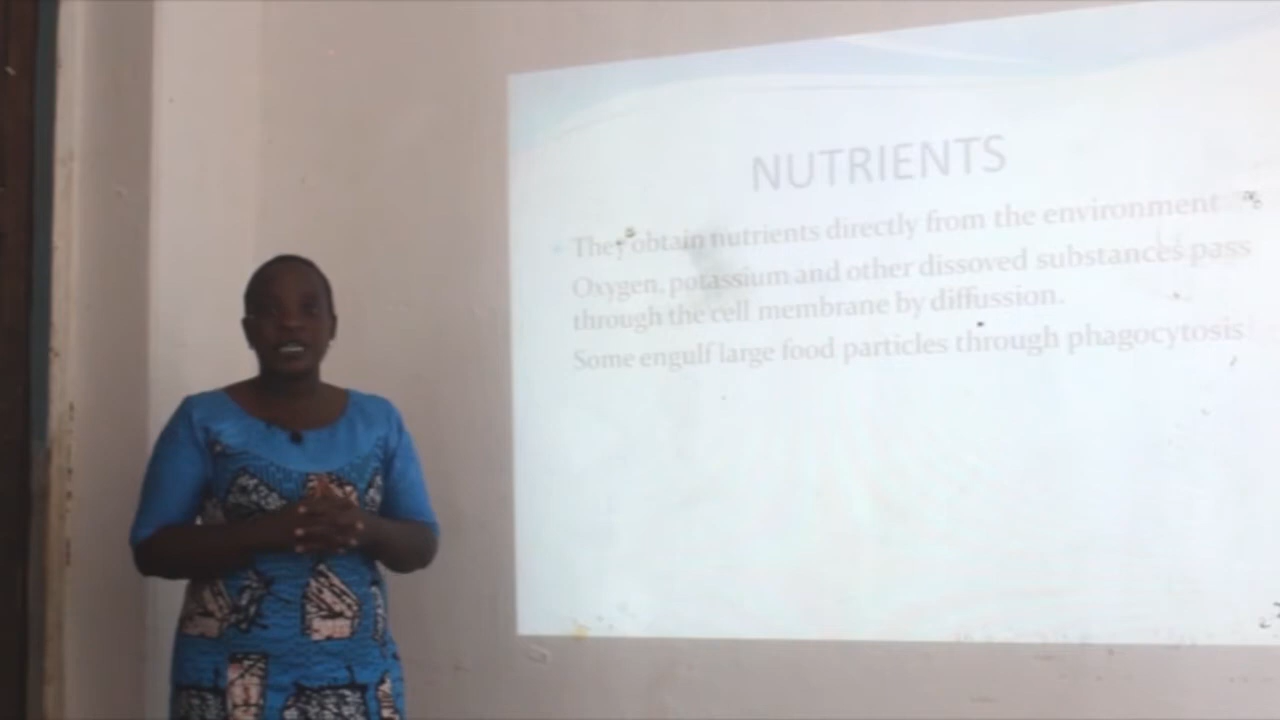 NUTRIENTS
They obtain nutrients directly from the environment
Oxygen, potassium and other dissoved substances pass
through the cell membrane by diffussion.
Some engulf large food particles through phagocytosis